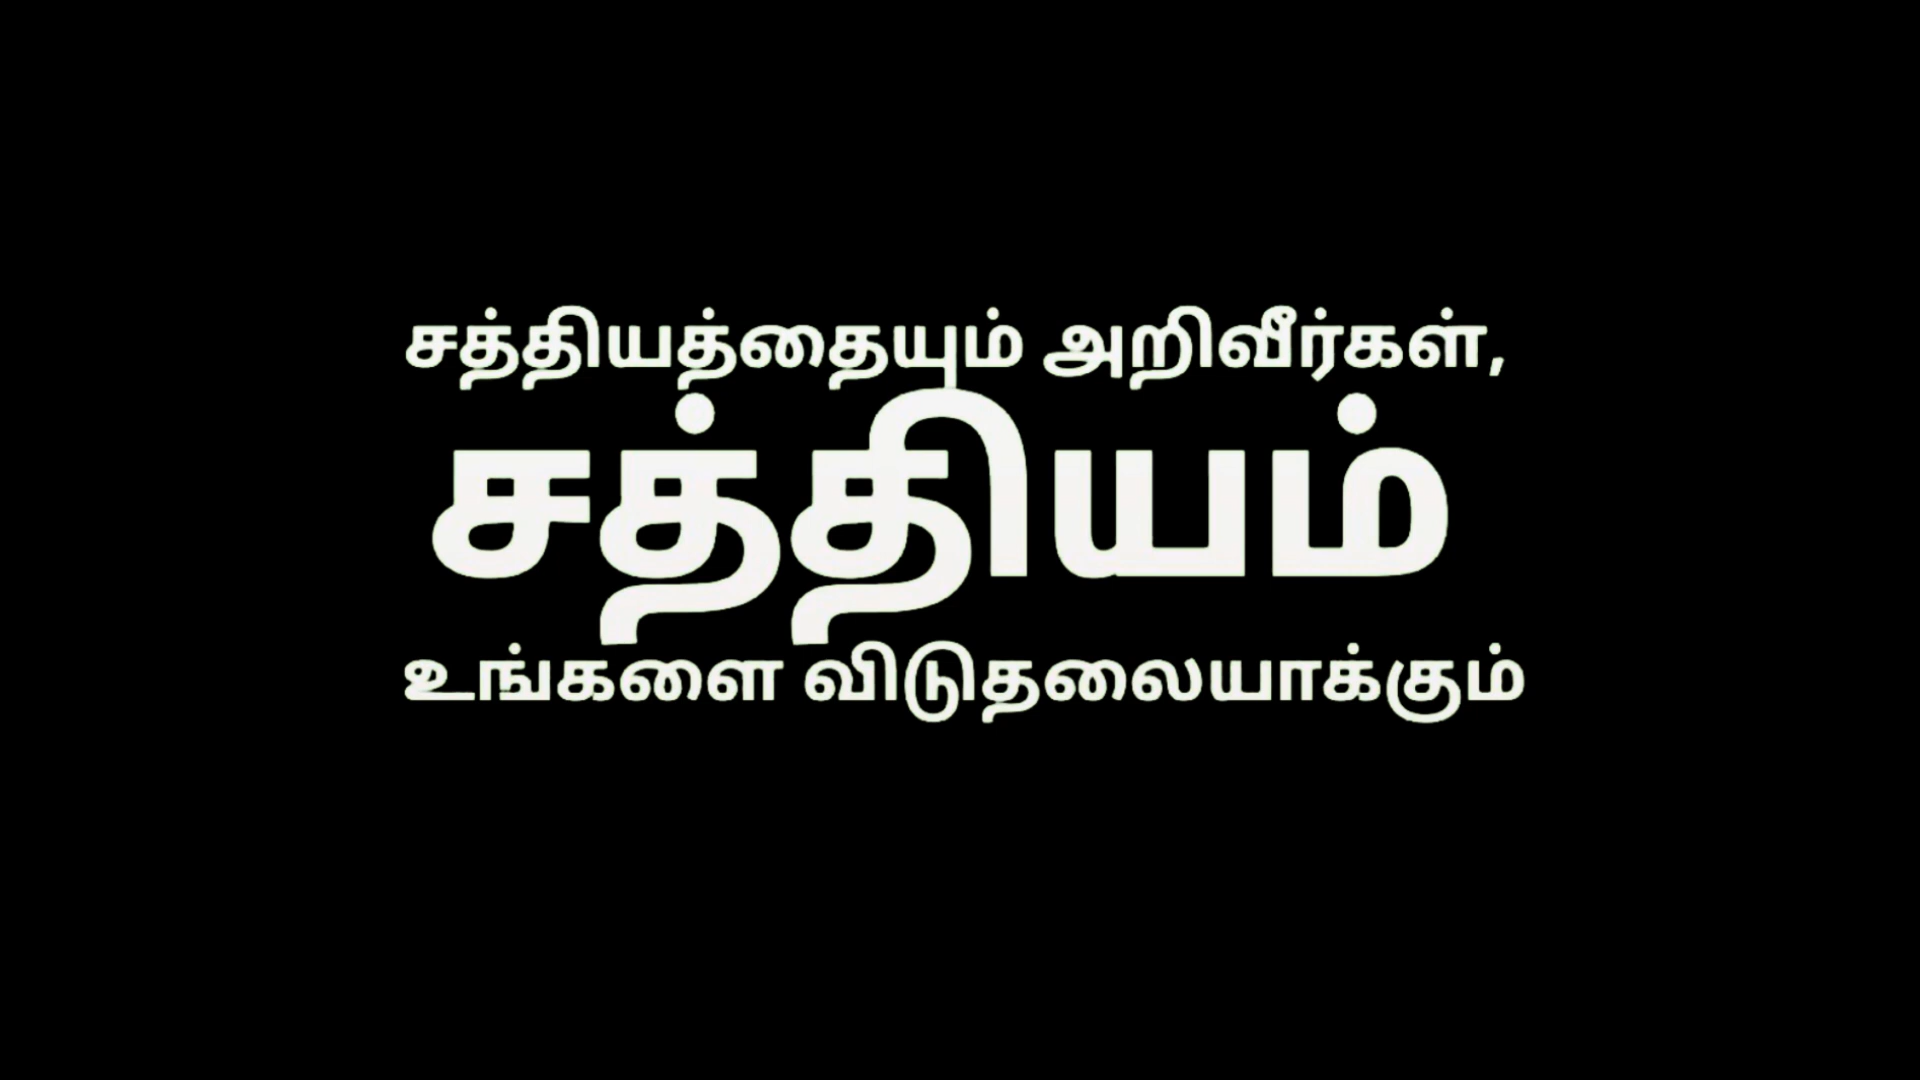 சத்தியத்தையும் அறிவீர்கள்,
சத்தியம்
உங்களை விடுதலையாக்கும்